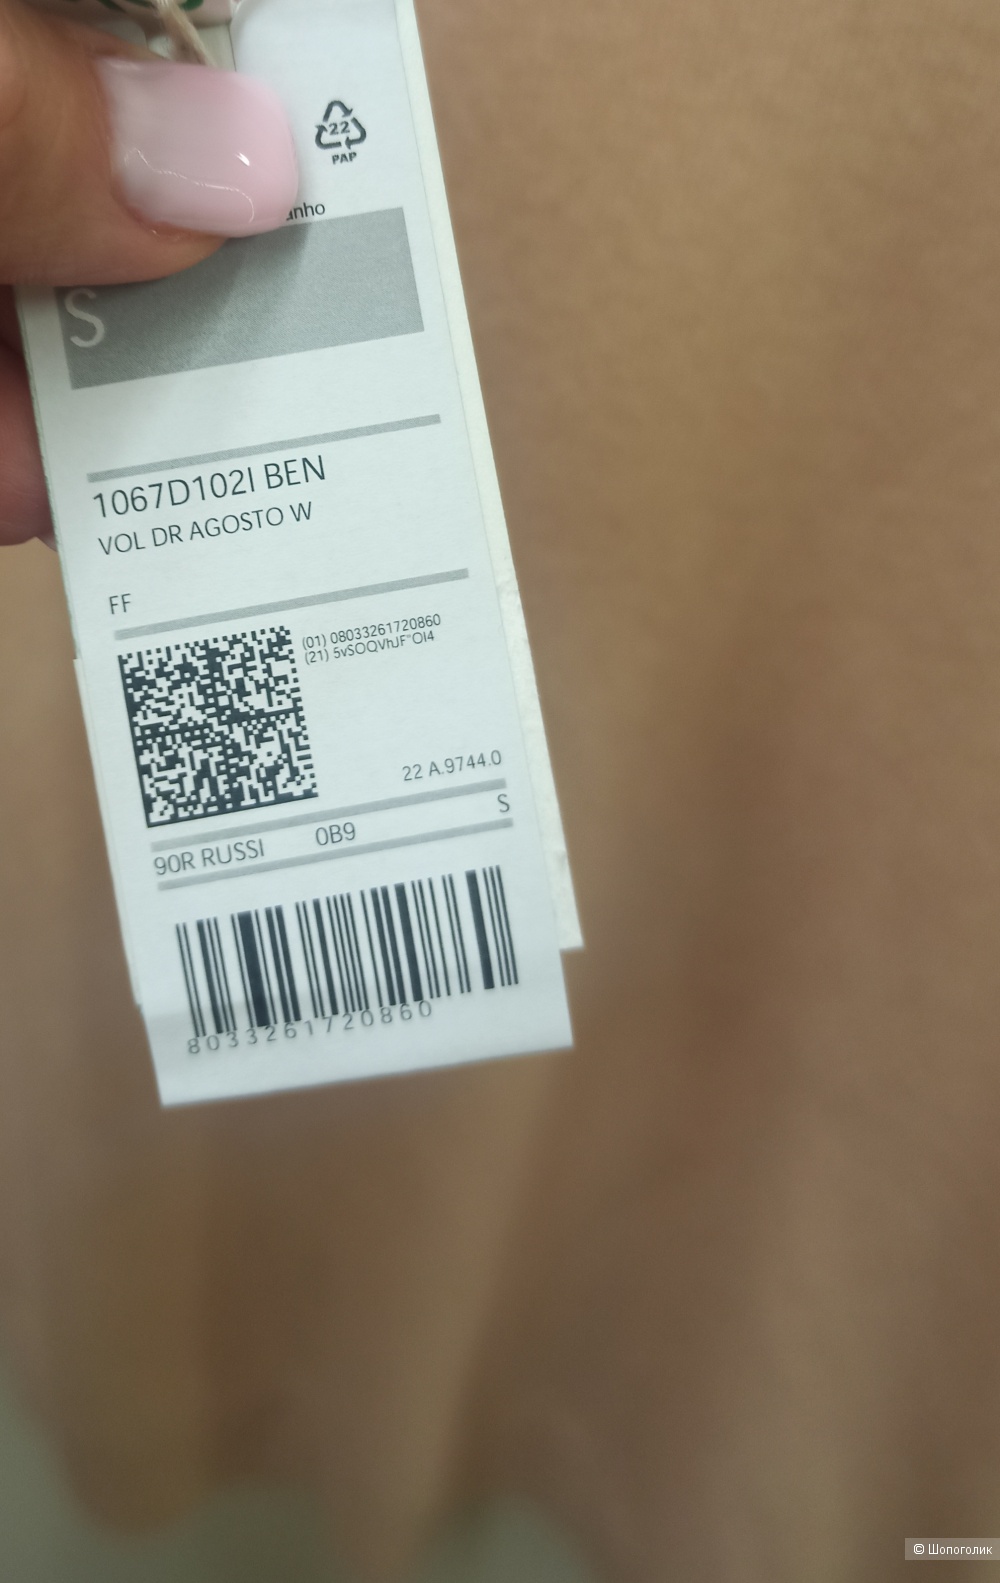 22
PAP
S
1067D102I BEN
VOL DR AGOSTO W
FF
(01) 08033261720860
(21) 5vSOQVhJF"OI4
22 A.9744.0
90R RUSSI 0B9 S
8033261720860
© Шопоголик